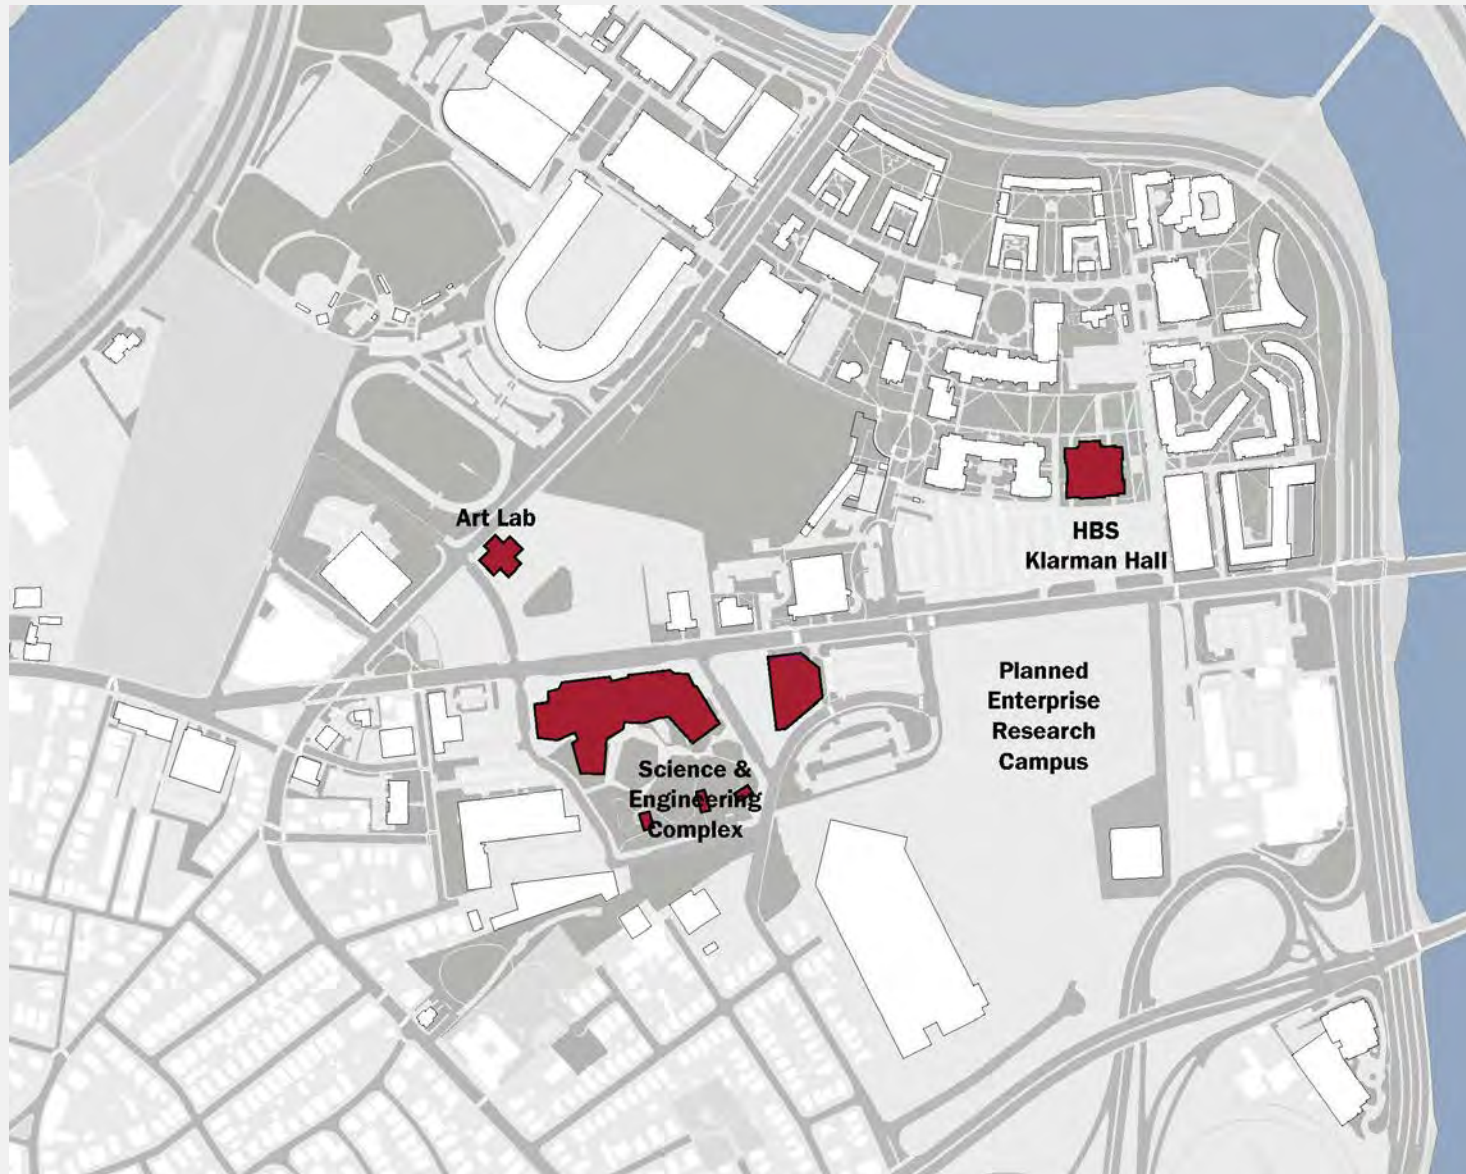 Art Lab
HBS
Klarman Hall
Planned
Enterprise
Research
Campus
Science &
Engineering
Complex